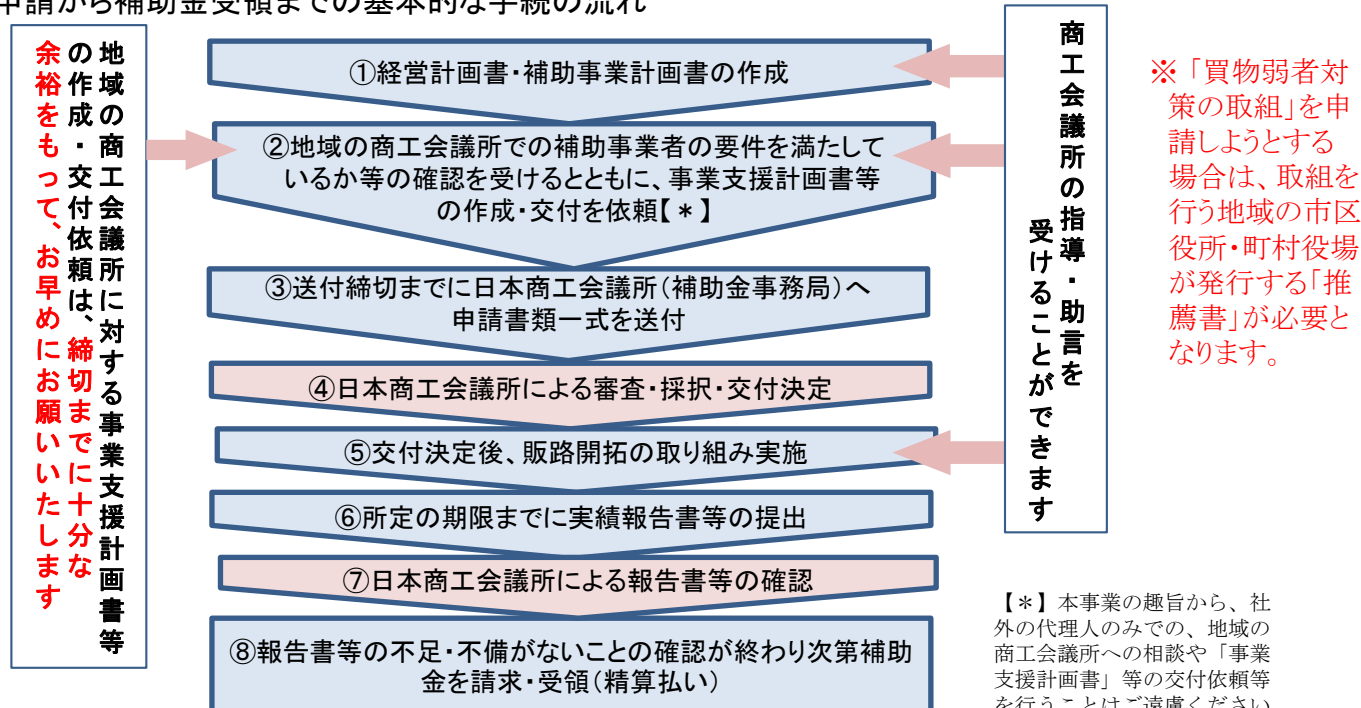 申請から補助金受領までの基本的な手続の流れ
地域の商工会議所に対する事業支援計画書等
の作成・交付依頼は、締切までに十分な
余裕をもって、お早めにお願いいたします
①経営計画書・補助事業計画書の作成
②地域の商工会議所での補助事業者の要件を満たして
いるか等の確認を受けるとともに、事業支援計画書等
の作成・交付を依頼【＊】
③送付締切までに日本商工会議所（補助金事務局）へ
申請書類一式を送付
④日本商工会議所による審査・採択・交付決定
⑤交付決定後、販路開拓の取り組み実施
⑥所定の期限までに実績報告書等の提出
⑦日本商工会議所による報告書等の確認
⑧報告書等の不足・不備がないことの確認が終わり次第補助
金を請求・受領（精算払い）
商工会議所の指導・助言を
受けることができます
※「買物弱者対
策の取組」を申
請しようとする
場合は、取組を
行う地域の市区
役所・町村役場
が発行する「推
薦書」が必要と
なります。
【＊】本事業の趣旨から、社
外の代理人のみでの、地域の
商工会議所への相談や「事業
支援計画書」等の交付依頼等
を行うことはご遠慮ください